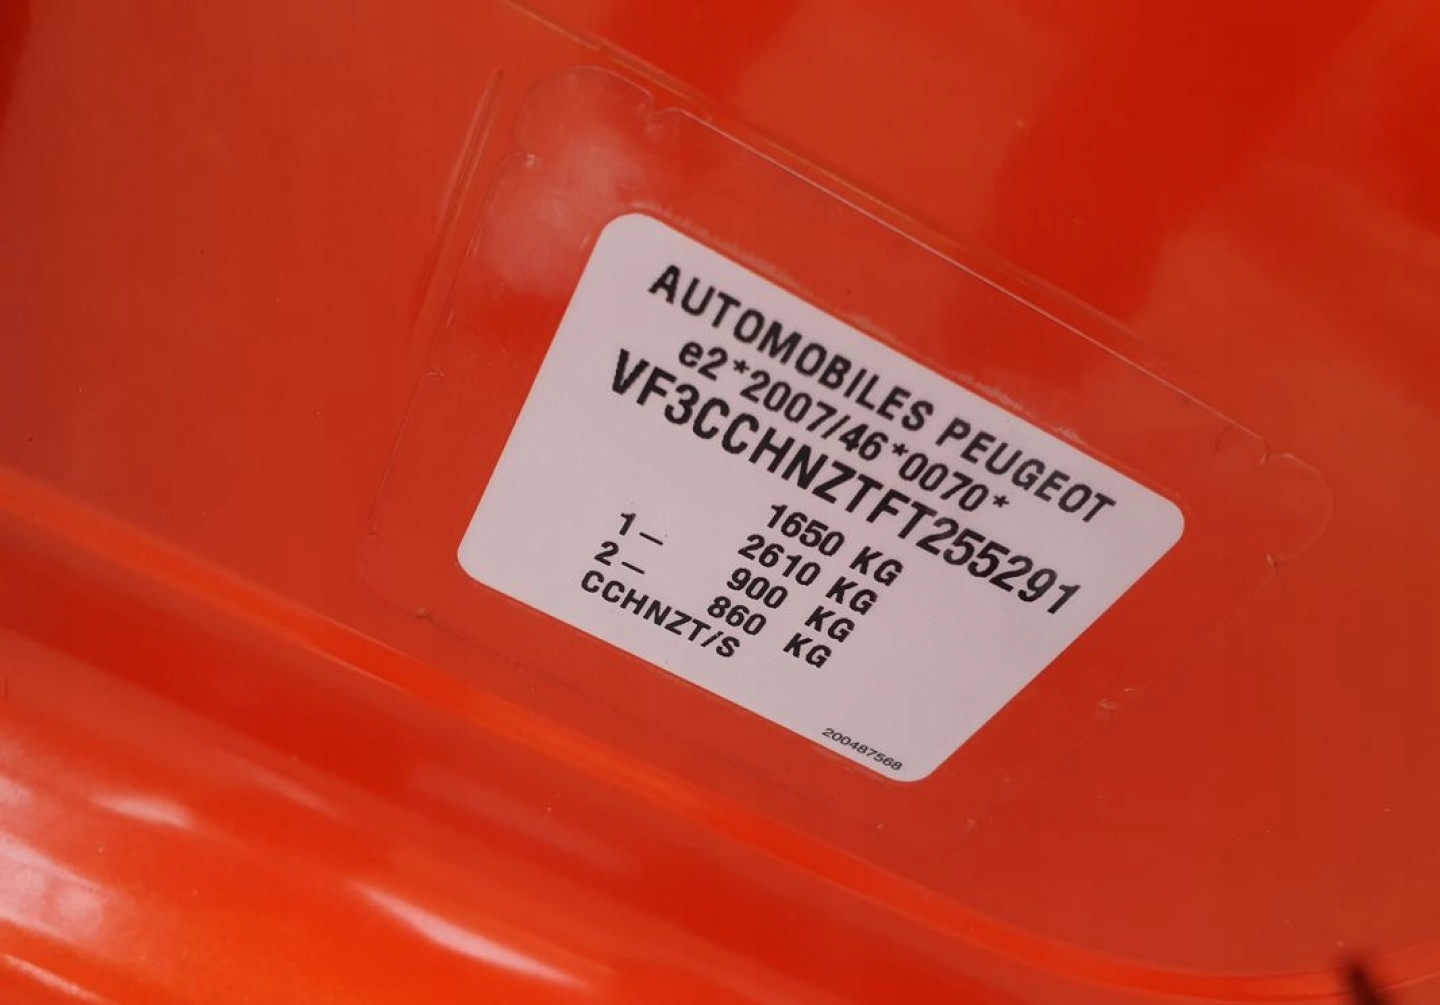 AUTOMOBILES PEUGEOT
e2*2007/46*0070*
VF3CCHNZTFT255291
1650 KG
2610 KG
1– 900 KG
2– 860 KG
CCHNZT/S
200487568